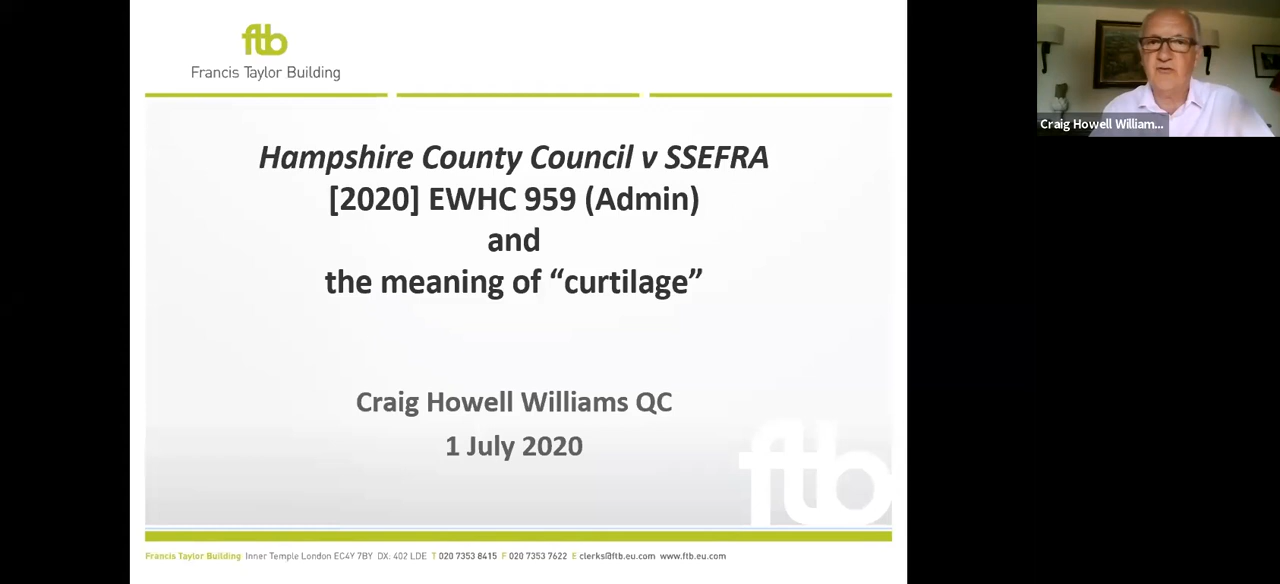 ftb
Francis Taylor Building
Hampshire County Council v SSEFRA
[2020] EWHC 959 (Admin)
and
the meaning of “curtilage”
Craig Howell Williams QC
1 July 2020
ftb
Francis Taylor Building Inner Temple London EC4Y 7BY DX: 402 LDE T 020 7353 8415 F 020 7353 7622 E clerks@ftb.eu.com www.ftb.eu.com
Craig Howell William...